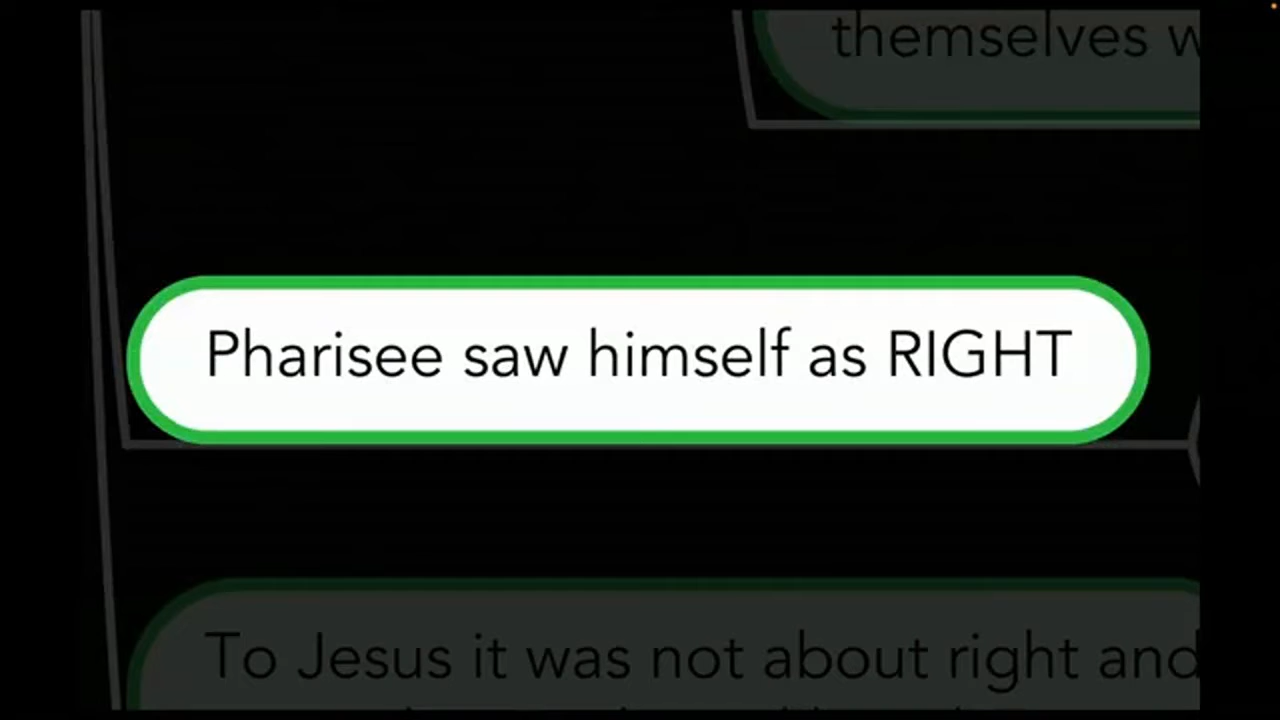 themselves
Pharisee saw himself as RIGHT
To Jesus it was not about right and